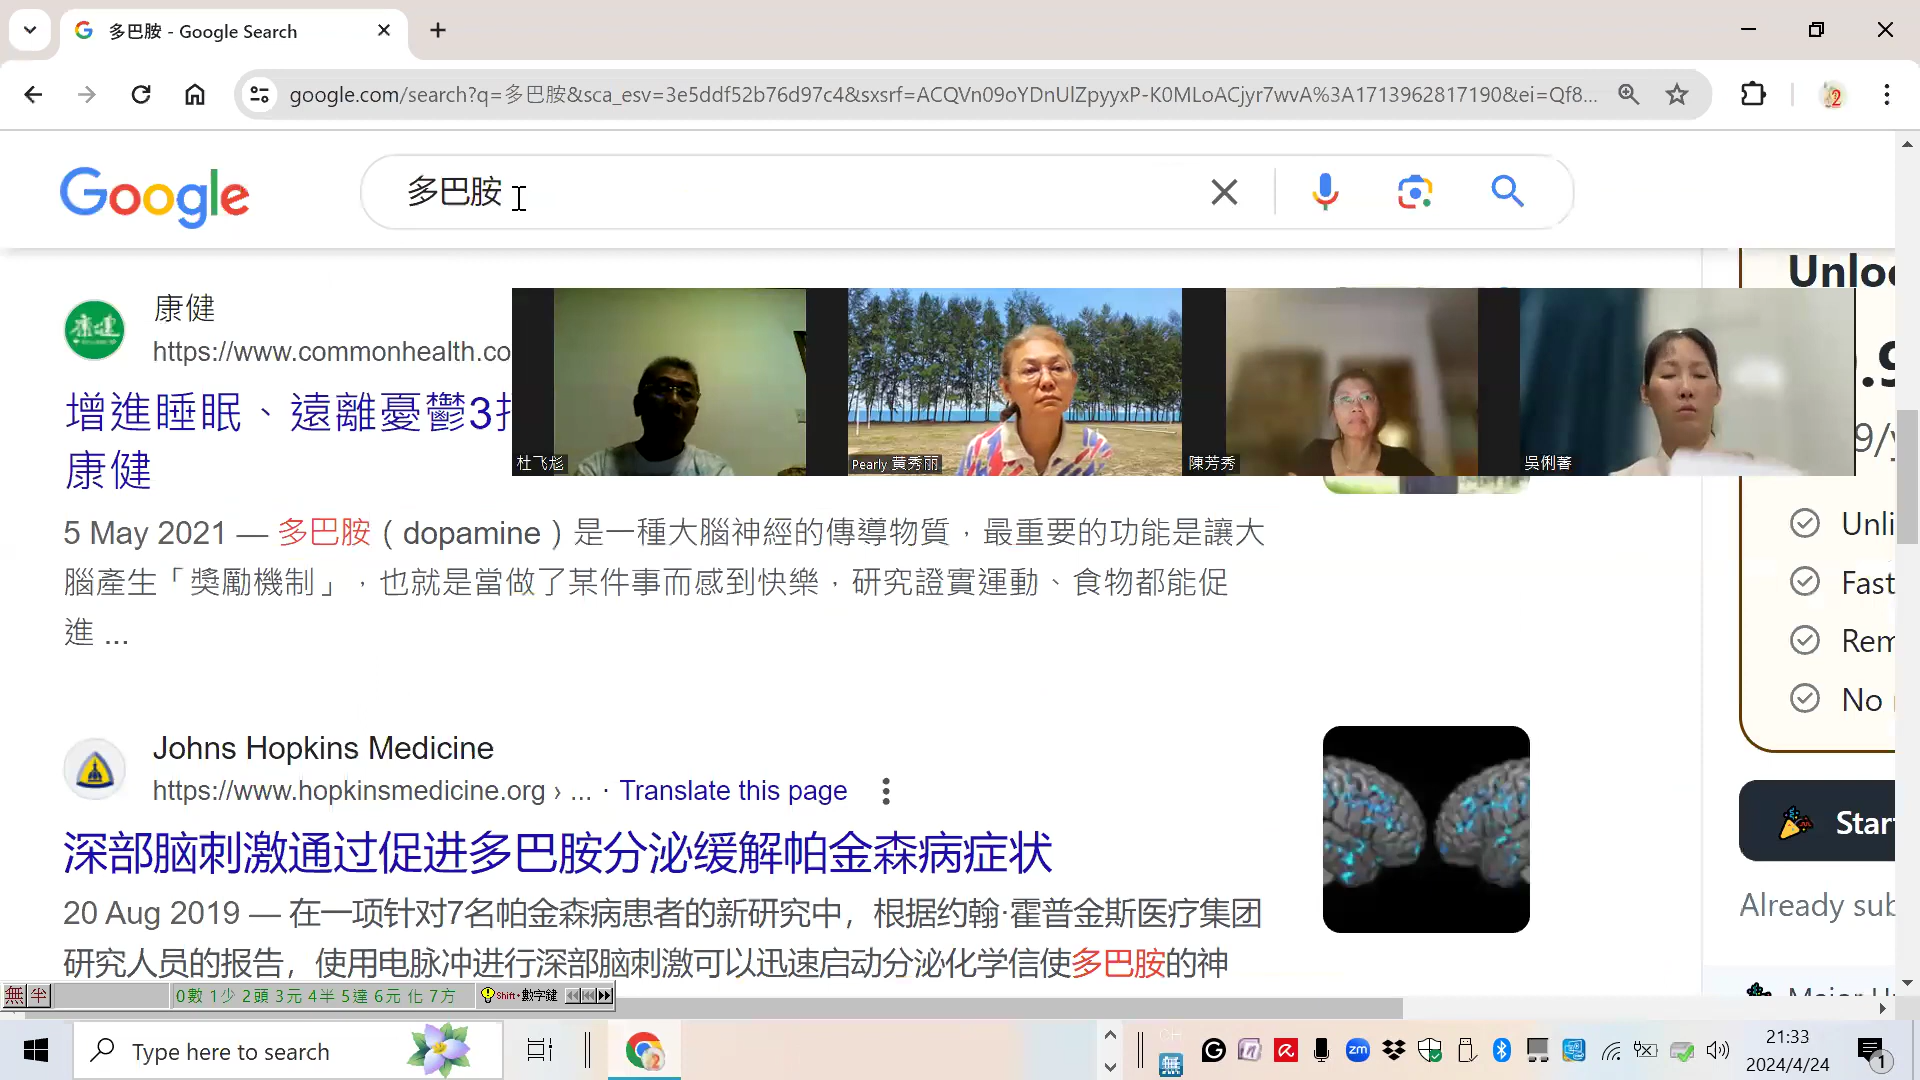 多巴胺 - Google Search
google.com/search?q=多巴胺&sca_esv=3e5ddf52b76d97c4&sxsrf=ACQVn09oYDnUlZpyyxP-K0MLoACjyr7wvA%3A1713962817190&ei=Qf8...
2
Google
多巴胺
康健
康健
https://www.commonhealth.co
增進睡眠、遠離憂鬱3
康健
5 May 2021 — 多巴胺 ( dopamine ) 是一種大腦神經的傳導物質,最重要的功能是讓大
腦產生「獎勵機制」,也就是當做了某件事而感到快樂,研究證實運動、食物都能促
進 ...
杜飞彪
Pearly 黄秀丽
陳芳秀
吳俐蓍
Johns Hopkins Medicine
https://www.hopkinsmedicine.org › ... · Translate this page
深部脑刺激通过促进多巴胺分泌缓解帕金森病症状
20 Aug 2019 — 在一项针对7名帕金森病患者的新研究中，根据约翰·霍普金斯医疗集团
研究人员的报告，使用电脉冲进行深部脑刺激可以迅速启动分泌化学信使多巴胺的神
Unlo
.9
9/y
Unli
Fast
Rem
No
Star
Already sub
無 半
0數 1少 2頭 3元 4半 5達 6元 化 7方
Shift+數字鍵
Type here to search
2
CH
無
zm
21:33
2024/4/24
1